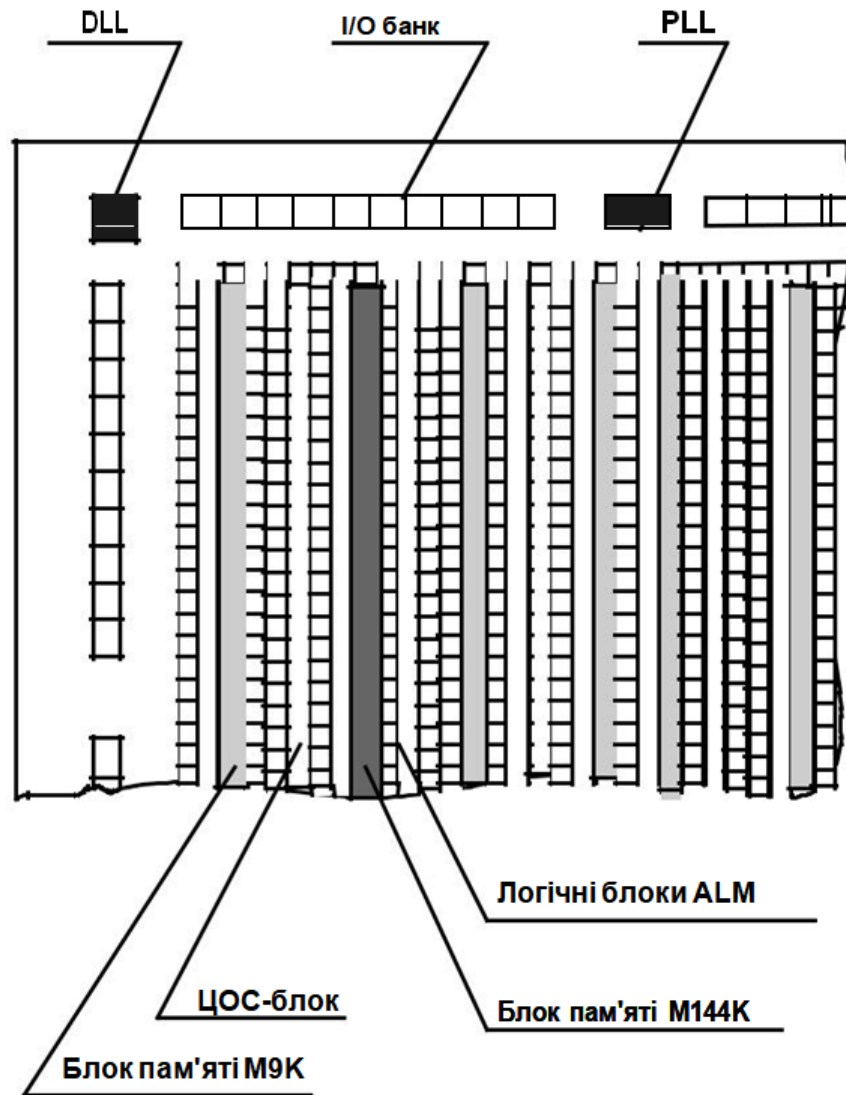 DLL
I/O банк
PLL
Логічні блоки ALM
ЦОС-блок
Блок пам'яті M144K
Блок пам'яті M9K